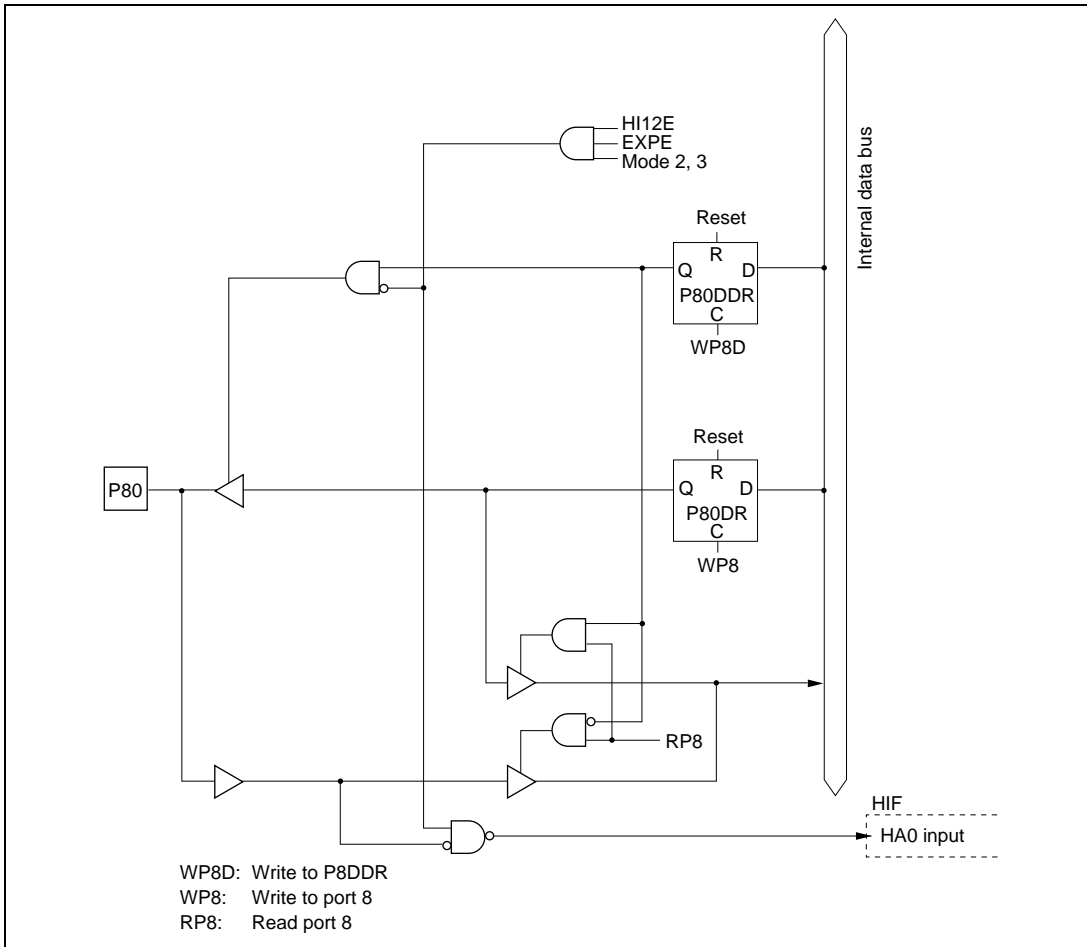 HI12E
EXPE
Mode 2, 3
Internal data bus
Reset
R
Q D
P80DDR
C
WP8D
Reset
P80
R
Q D
P80DR
C
WP8
RP8
HIF
HA0 input
WP8D: Write to P8DDR
WP8: Write to port 8
RP8: Read port 8